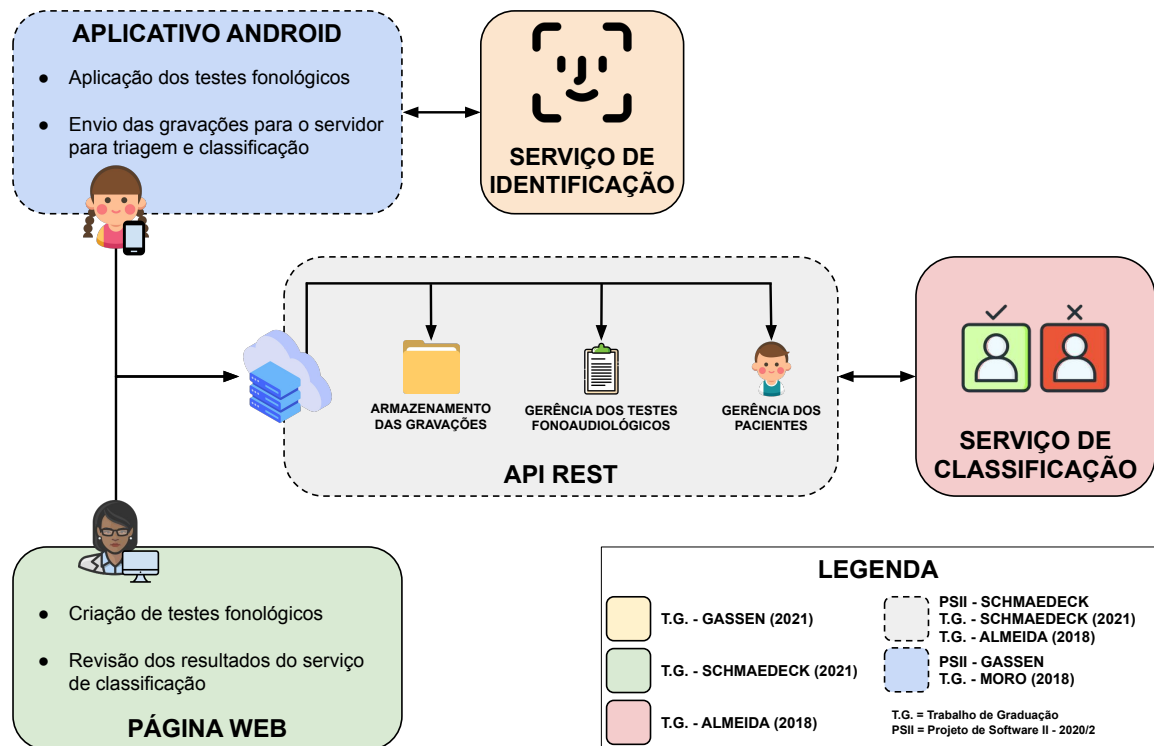 APLICATIVO ANDROID
● Aplicação dos testes fonológicos
● Envio das gravações para o servidor
para triagem e classificação
SERVIÇO DE
IDENTIFICAÇÃO
ARMAZENAMENTO
DAS GRAVAÇÕES
GERÊNCIA DOS TESTES
FONOAUDIOLÓGICOS
GERÊNCIA DOS
PACIENTES
API REST
SERVIÇO DE
CLASSIFICAÇÃO
● Criação de testes fonológicos
● Revisão dos resultados do serviço
de classificação
PÁGINA WEB
LEGENDA
T.G. - GASSEN (2021)
T.G. - SCHMAEDECK (2021)
T.G. - ALMEIDA (2018)
PSII - SCHMAEDECK
T.G. - SCHMAEDECK (2021)
T.G. - ALMEIDA (2018)
PSII - GASSEN
T.G. - MORO (2018)
T.G. = Trabalho de Graduação
PSII = Projeto de Software II - 2020/2